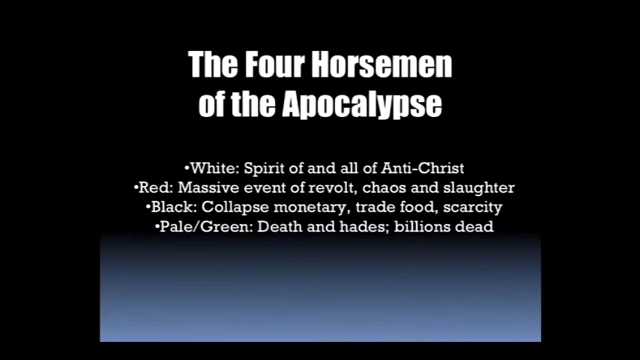 The Four Horsemen
of the Apocalypse
•White: Spirit of and all of Anti-Christ
•Red: Massive event of revolt, chaos and slaughter
•Black: Collapse monetary, trade food, scarcity
•Pale/Green: Death and hades; billions dead